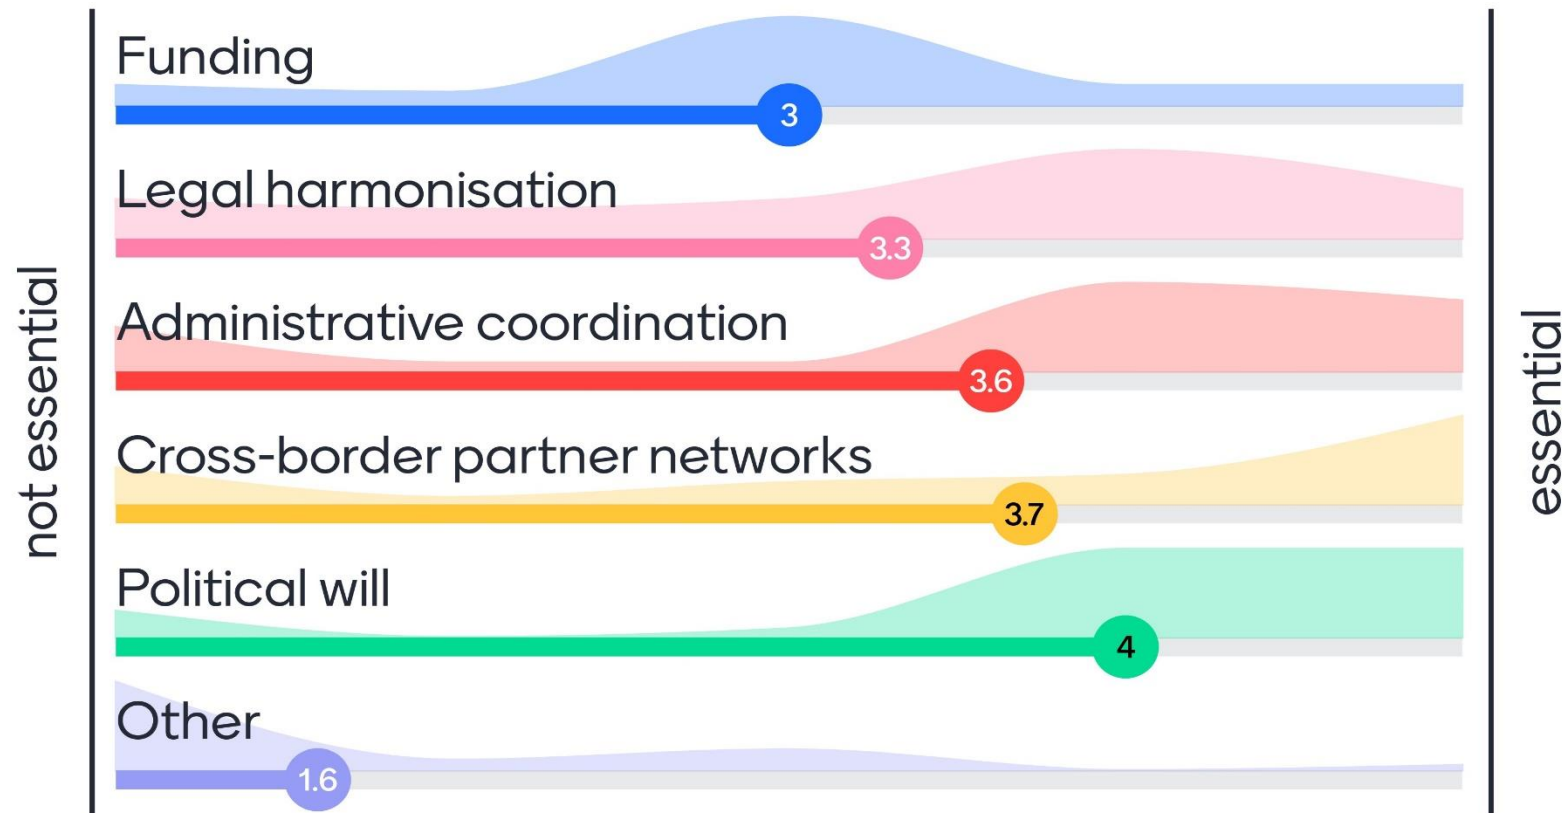 Funding
3
Legal harmonisation
3.3
Administrative coordination
3.6
Cross-border partner networks
3.7
Political will
4
Other
1.6
not essential
essential